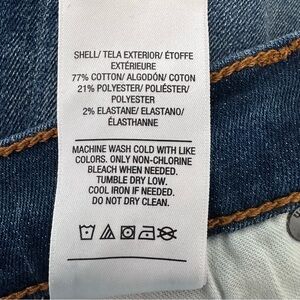 SHELL/ TELA EXTERIOR/ ÉTOFFE
EXTÉRIEURE
77% COTTON/ ALGODÓN/ COTON
21% POLYESTER/ POLIÉSTER/
POLYESTER
2% ELASTANE/ ELASTANO/
ÉLASTHANNE
MACHINE WASH COLD WITH LIKE
COLORS. ONLY NON-CHLORINE
BLEACH WHEN NEEDED.
TUMBLE DRY LOW.
COOL IRON IF NEEDED.
DO NOT DRY CLEAN.